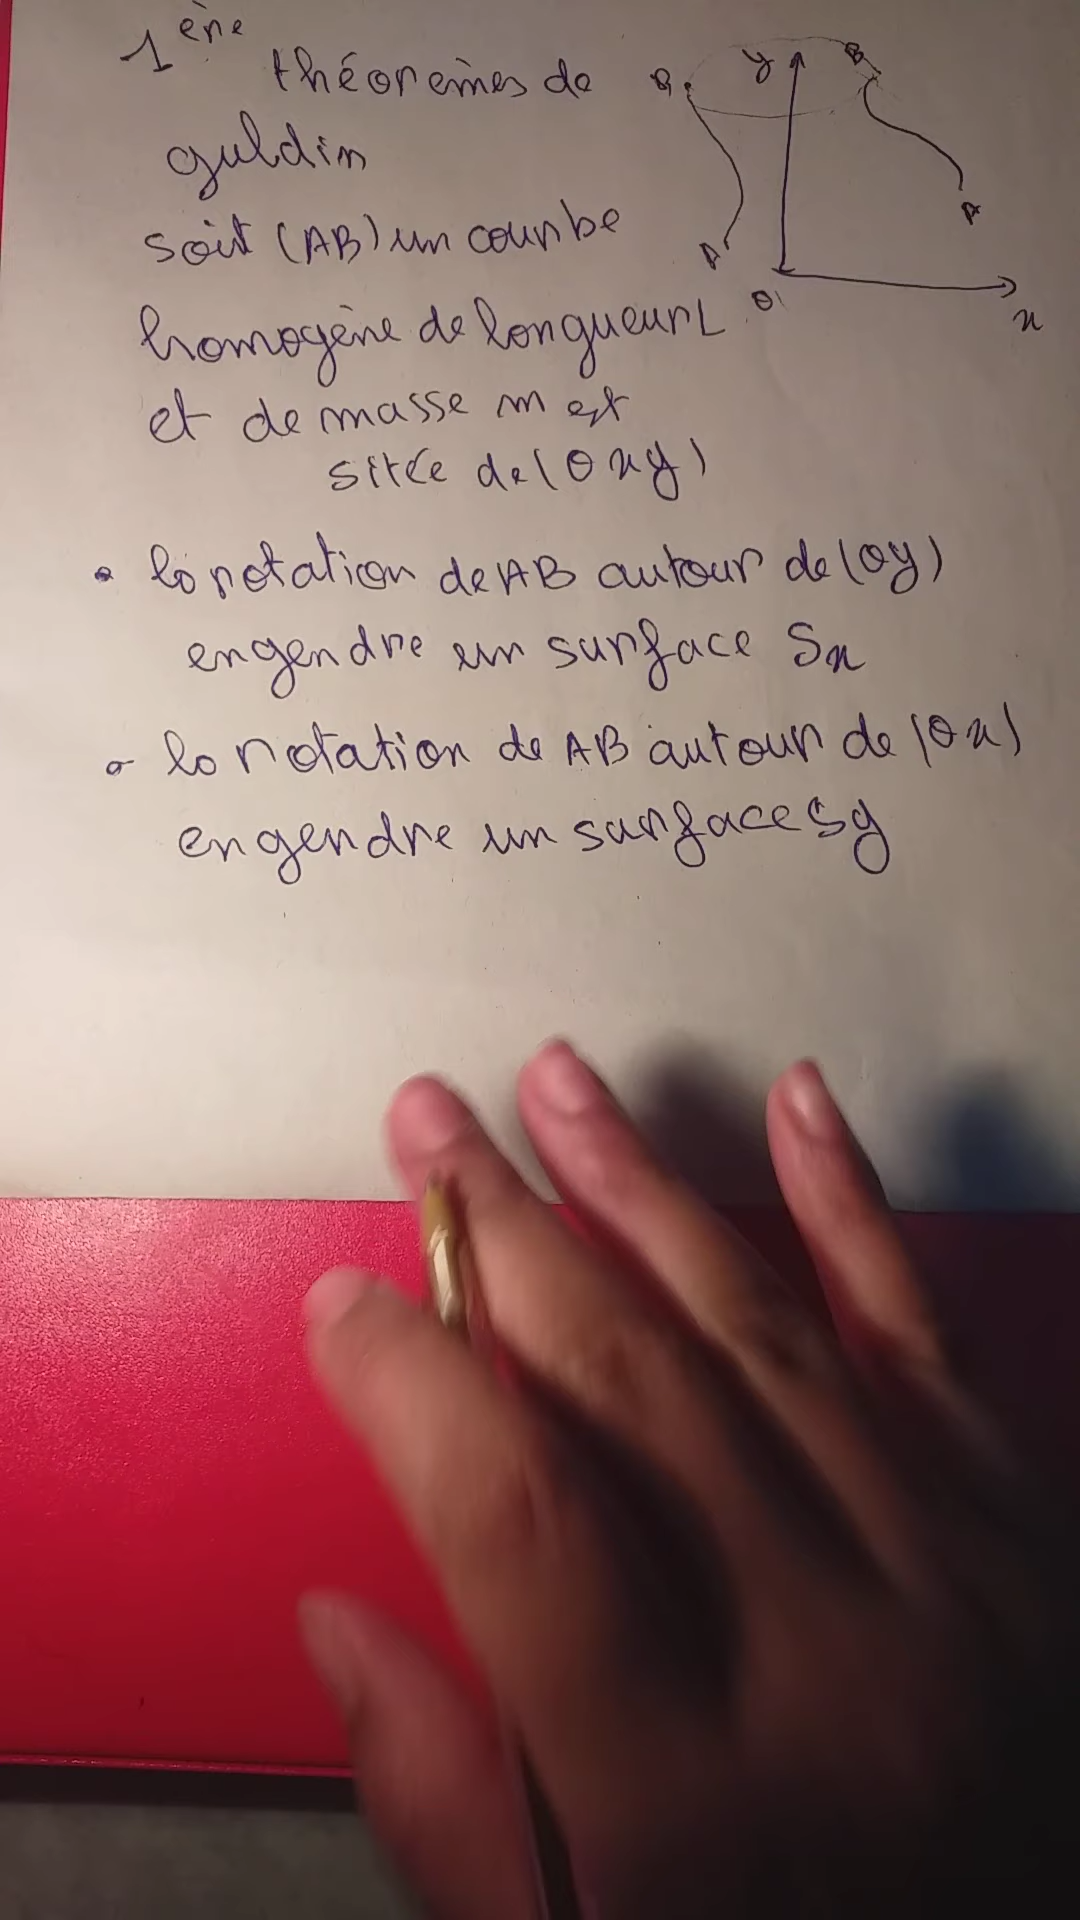 1ère
théorèmes de
guldin
soit (AB) un courbe
homogène de longueur L
et de masse m est
sitée de (Oxy)
• la rotation de AB autour de (Oy)
engendre un surface Sx
• la rotation de AB autour de (Ox)
engendre un surface Sy
B
y
B
A
A
O
x